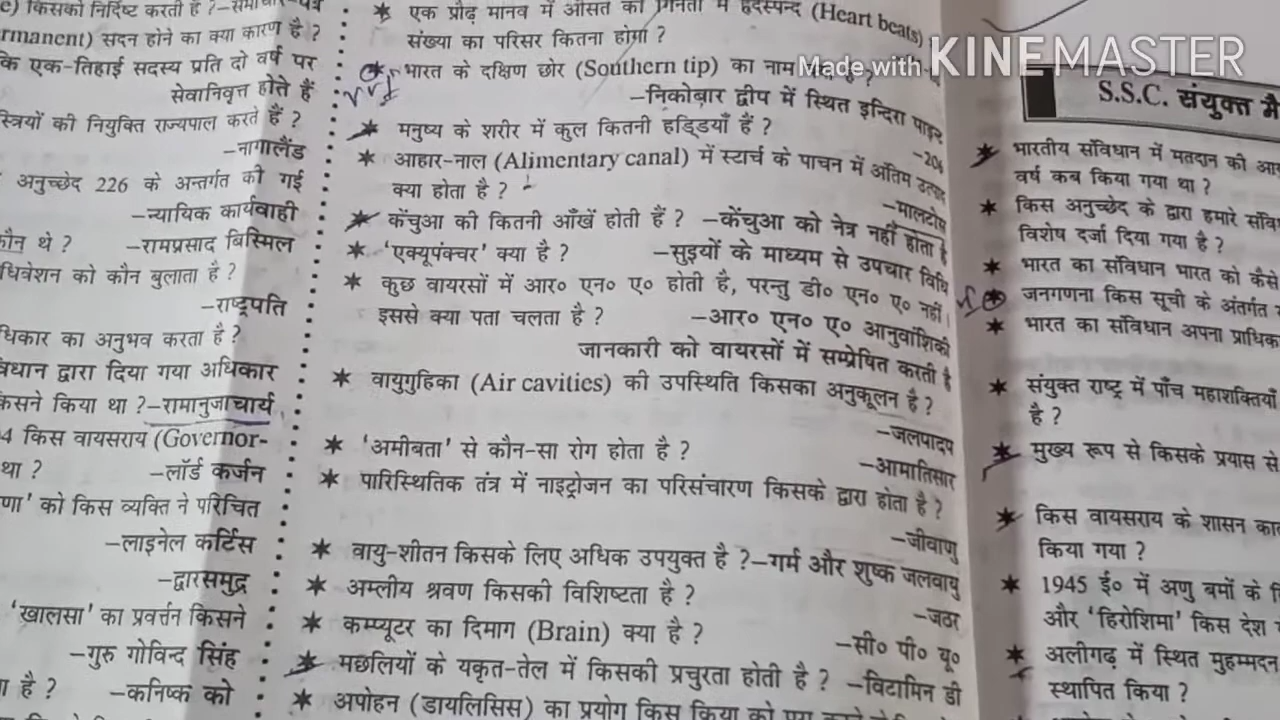 किसको निर्दिष्ट करती है ?–समाचार-पत्र
rmanent) सदन होने का क्या कारण है ?
कि एक-तिहाई सदस्य प्रति दो वर्ष पर
सेवानिवृत्त होते हैं
स्त्रियों की नियुक्ति राज्यपाल करते हैं ?
–नागालैंड
अनुच्छेद 226 के अन्तर्गत की गई
–न्यायिक कार्यवाही
कौन थे ? –रामप्रसाद बिस्मिल
धिवेशन को कौन बुलाता है ?
–राष्ट्रपति
धिकार का अनुभव करता है ?
विधान द्वारा दिया गया अधिकार
किसने किया था ?–रामानुजाचार्य
4 किस वायसराय (Governor-
था ? –लॉर्ड कर्जन
णा' को किस व्यक्ति ने परिचित
–लाइनेल कर्टिस
–द्वारसमुद्र
'खालसा' का प्रवर्त्तन किसने
–गुरु गोविन्द सिंह
है ? –कनिष्क को
* एक प्रौढ़ मानव में औसत की गिनती में हृदस्पन्द (Heart beats)
संख्या का परिसर कितना होगा ?
* भारत के दक्षिण छोर (Southern tip) का नाम है ?
–निकोबार द्वीप में स्थित इन्दिरा पाइन्ट
* मनुष्य के शरीर में कुल कितनी हड्डियाँ हैं ?
–206
* आहार-नाल (Alimentary canal) में स्टार्च के पाचन में अंतिम उत्पाद
क्या होता है ?
–मालटोस
* केंचुआ की कितनी आँखें होती हैं ? –केंचुआ को नेत्र नहीं होता है
* 'एक्यूपंक्चर' क्या है ? –सुइयों के माध्यम से उपचार विधि
* कुछ वायरसों में आर० एन० ए० होती है, परन्तु डी० एन० ए० नहीं।
इससे क्या पता चलता है ? –आर० एन० ए० आनुवांशिकी
जानकारी को वायरसों में सम्प्रेषित करती है
* वायुगुहिका (Air cavities) की उपस्थिति किसका अनुकूलन है ?
–जलपादप
* 'अमीबता' से कौन-सा रोग होता है ?
–आमातिसार
* पारिस्थितिक तंत्र में नाइट्रोजन का परिसंचारण किसके द्वारा होता है ?
–जीवाणु
* वायु-शीतन किसके लिए अधिक उपयुक्त है ?–गर्म और शुष्क जलवायु
* अम्लीय श्रवण किसकी विशिष्टता है ?
–जठर
* कम्प्यूटर का दिमाग (Brain) क्या है ?
–सी० पी० यू०
* मछलियों के यकृत-तेल में किसकी प्रचुरता होती है ? –विटामिन डी
* अपोहन (डायलिसिस) का प्रयोग किस क्रिया को
Made with KINEMASTER
S.S.C. संयुक्त मै
* भारतीय संविधान में मतदान की आयु
वर्ष कब किया गया था ?
* किस अनुच्छेद के द्वारा हमारे संवि
विशेष दर्जा दिया गया है ?
* भारत का संविधान भारत को कैसे
* जनगणना किस सूची के अंतर्गत
* भारत का संविधान अपना प्राधिक
* संयुक्त राष्ट्र में पाँच महाशक्तियों
है ?
* मुख्य रूप से किसके प्रयास से
* किस वायसराय के शासन का
किया गया ?
* 1945 ई० में अणु बमों के
और 'हिरोशिमा' किस देश
* अलीगढ़ में स्थित मुहम्मदन
स्थापित किया ?